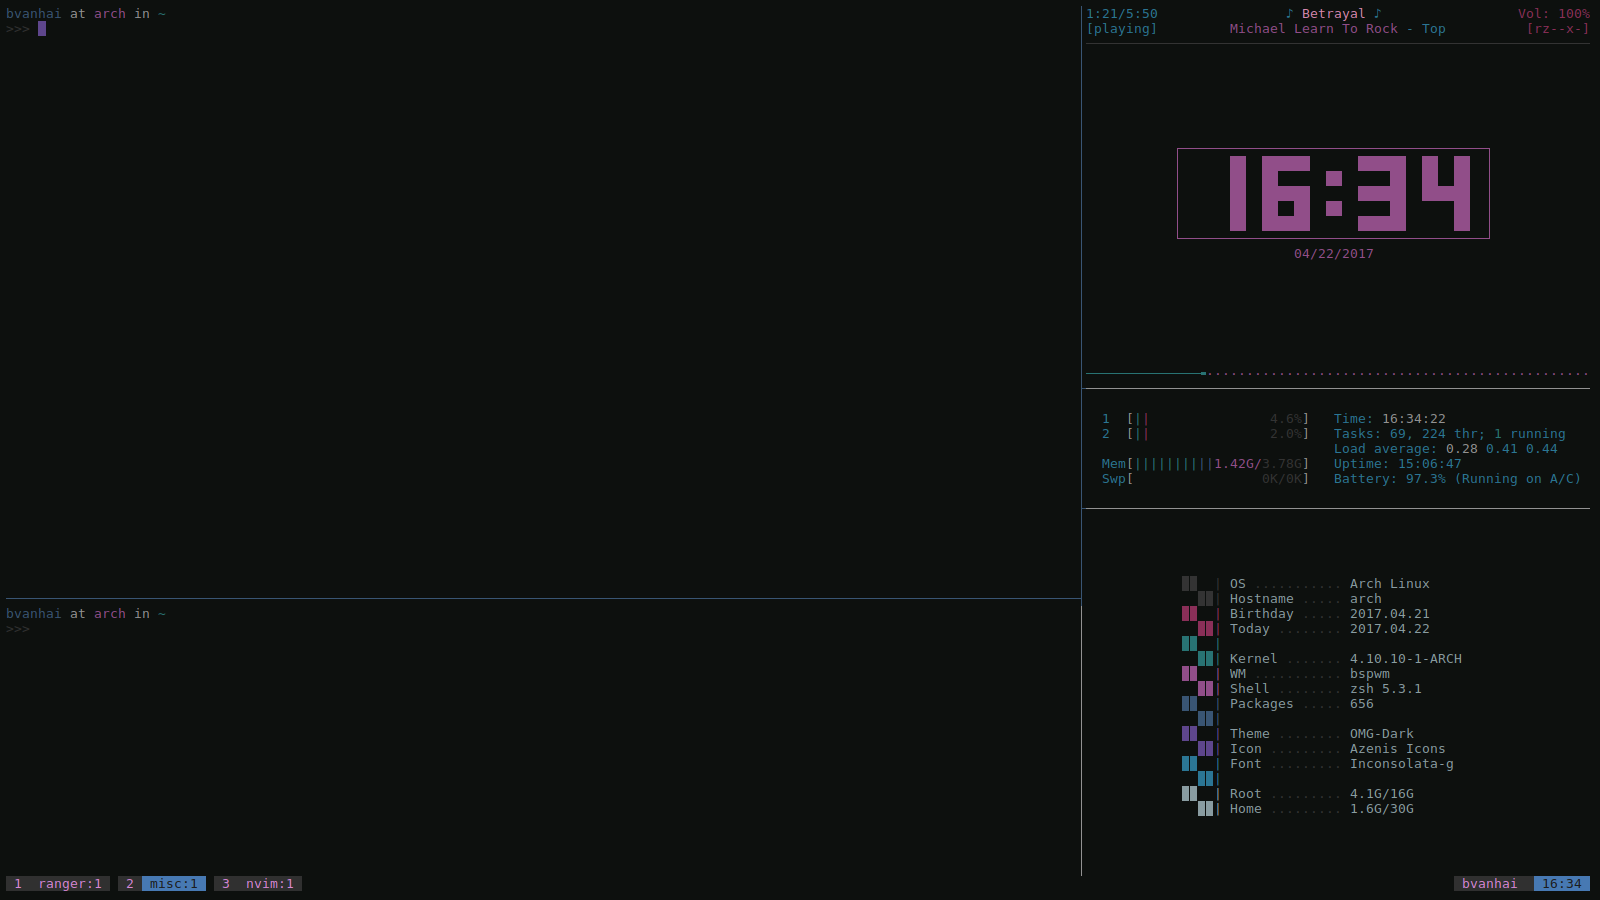 bvanhai at arch in ~
>>>
bvanhai at arch in ~
>>>
1:21/5:50 ♪ Betrayal ♪ Vol: 100%
[playing] Michael Learn To Rock - Top [rz--x-]
16:34
04/22/2017
1 [|| 4.6%] Time: 16:34:22
2 [|| 2.0%] Tasks: 69, 224 thr; 1 running
Load average: 0.28 0.41 0.44
Mem[||||||||||1.42G/3.78G] Uptime: 15:06:47
Swp[ 0K/0K] Battery: 97.3% (Running on A/C)
| OS ........... Arch Linux
| Hostname ..... arch
| Birthday ..... 2017.04.21
| Today ........ 2017.04.22
|
| Kernel ....... 4.10.10-1-ARCH
| WM ........... bspwm
| Shell ........ zsh 5.3.1
| Packages ..... 656
|
| Theme ........ OMG-Dark
| Icon ......... Azenis Icons
| Font ......... Inconsolata-g
|
| Root ......... 4.1G/16G
| Home ......... 1.6G/30G
1 ranger:1 2 misc:1 3 nvim:1 bvanhai 16:34